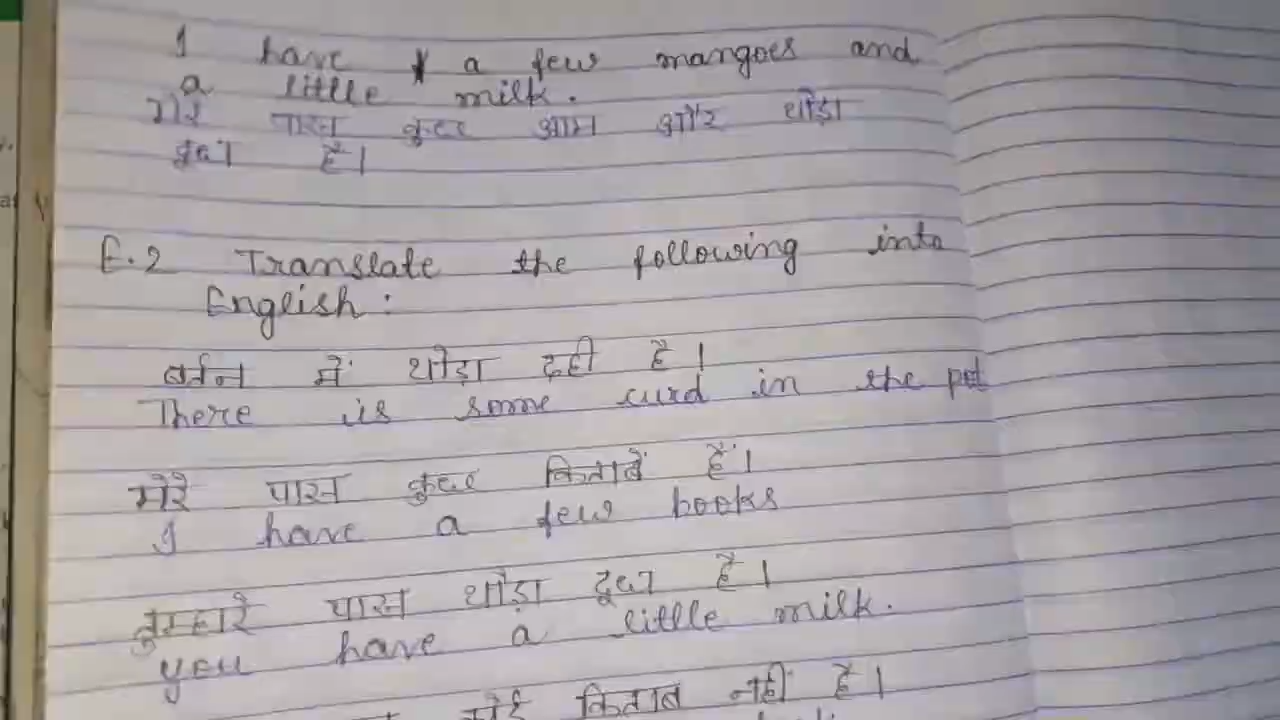 I have a few mangoes and
a little milk.
मेरे पास कुछ आम और थोड़ा
दूध है।
E.2 Translate the following into
English:
बर्तन में थोड़ा दही है।
There is some curd in the pot
मेरे पास कुछ किताबें हैं।
I have a few books
तुम्हारे पास थोड़ा दूध है।
you have a little milk.
कोई किताब नहीं है।